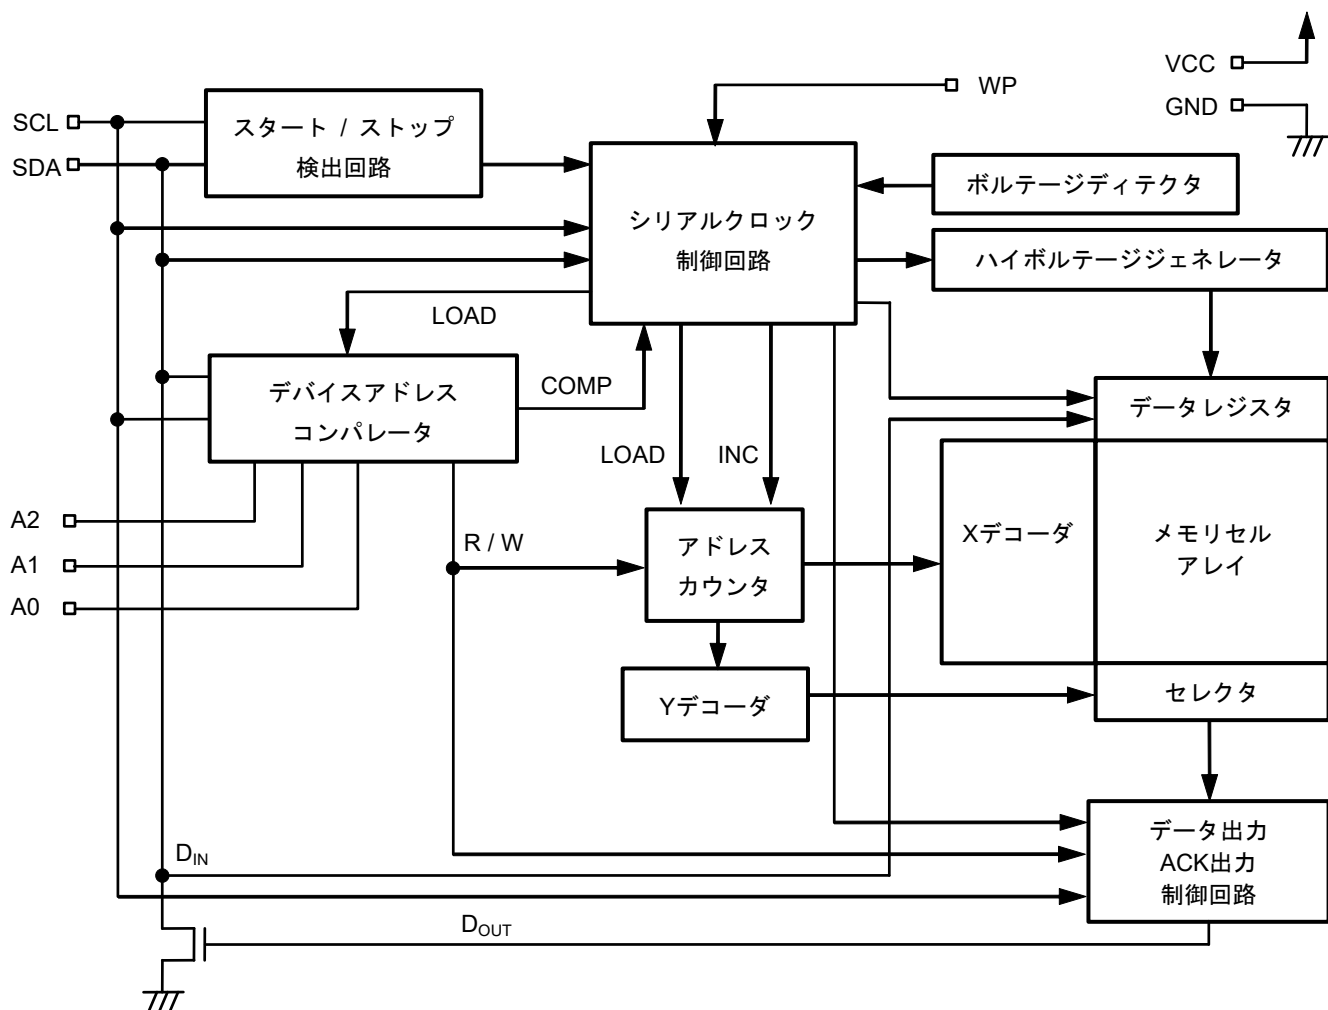 WP
VCC
GND
SCL
SDA
スタート / ストップ
検出回路
シリアルクロック
制御回路
ボルテージディテクタ
ハイボルテージジェネレータ
LOAD
デバイスアドレス
コンパレータ
COMP
LOAD
INC
データレジスタ
A2
A1
A0
R / W
アドレス
カウンタ
Xデコーダ
メモリセル
アレイ
Yデコーダ
セレクタ
データ出力
ACK出力
制御回路
DIN
DOUT